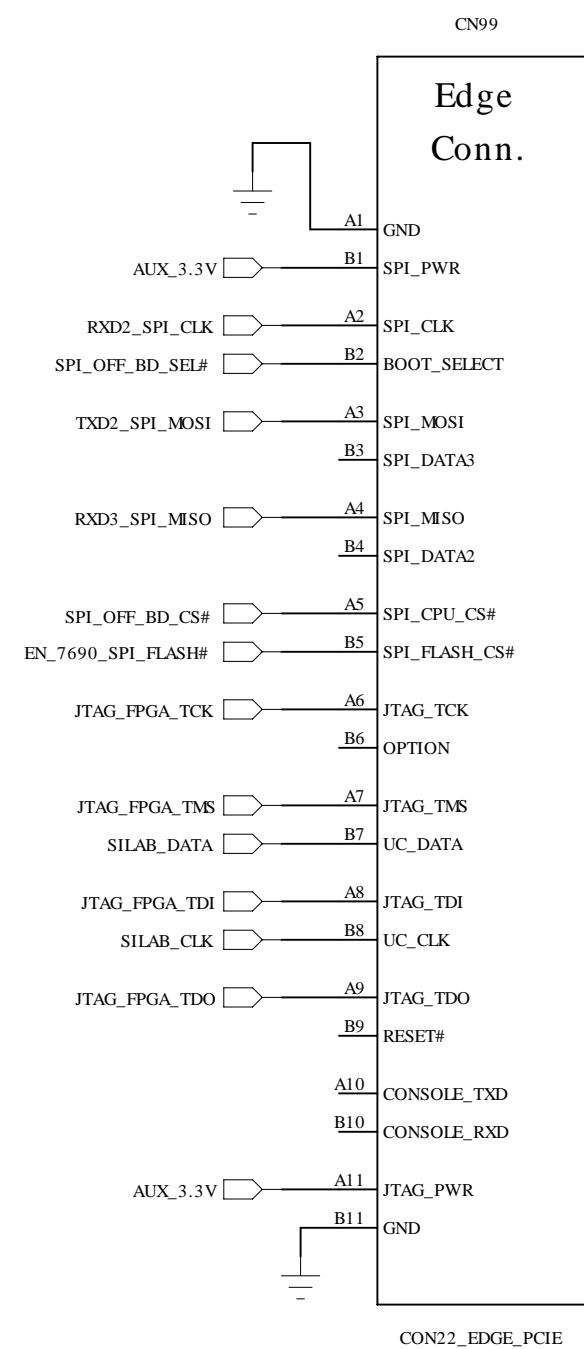 CN99
Edge
Conn.
A1 GND
AUX_3.3V B1 SPI_PWR
RXD2_SPI_CLK A2 SPI_CLK
SPI_OFF_BD_SEL# B2 BOOT_SELECT
TXD2_SPI_MOSI A3 SPI_MOSI
B3 SPI_DATA3
RXD3_SPI_MISO A4 SPI_MISO
B4 SPI_DATA2
SPI_OFF_BD_CS# A5 SPI_CPU_CS#
EN_7690_SPI_FLASH# B5 SPI_FLASH_CS#
JTAG_FPGA_TCK A6 JTAG_TCK
B6 OPTION
JTAG_FPGA_TMS A7 JTAG_TMS
SILAB_DATA B7 UC_DATA
JTAG_FPGA_TDI A8 JTAG_TDI
SILAB_CLK B8 UC_CLK
JTAG_FPGA_TDO A9 JTAG_TDO
B9 RESET#
A10 CONSOLE_TXD
B10 CONSOLE_RXD
AUX_3.3V A11 JTAG_PWR
B11 GND
CON22_EDGE_PCIE